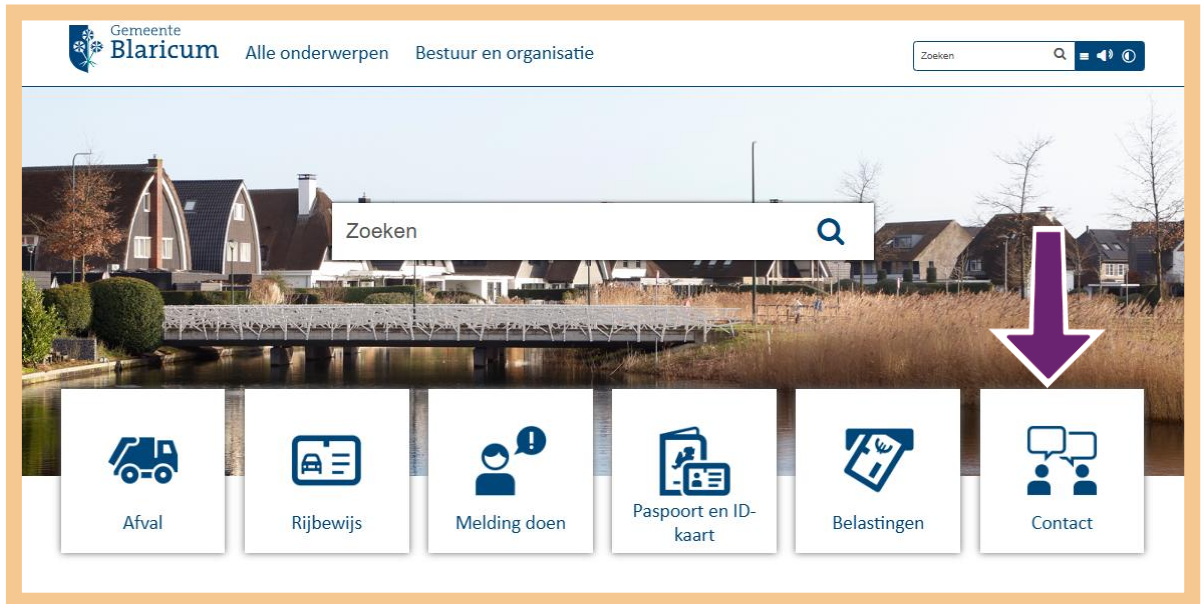 Gemeente
Blaricum
Alle onderwerpen
Bestuur en organisatie
Zoeken
Zoeken
Afval
Rijbewijs
Melding doen
Paspoort en ID-
kaart
Belastingen
Contact